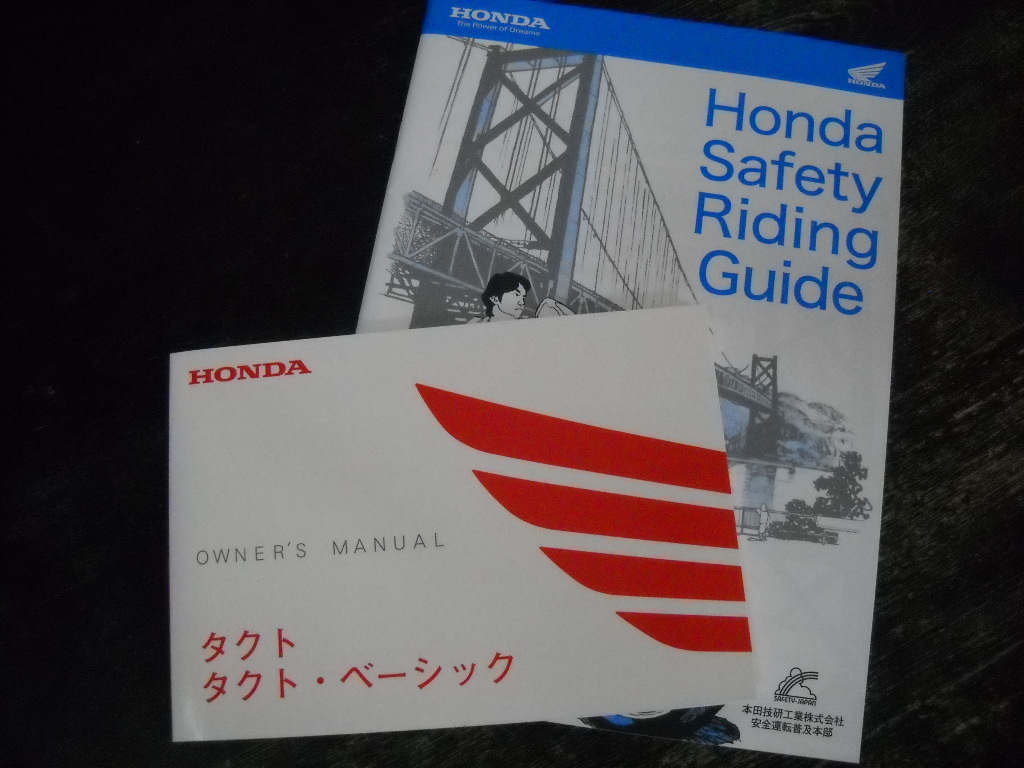 HONDA
The Power of Dreams
HONDA
Honda
Safety
Riding
Guide
HONDA
OWNER'S MANUAL
タクト
タクト・ベーシック
SAFETY-JAPAN
本田技研工業株式会社
安全運転普及本部